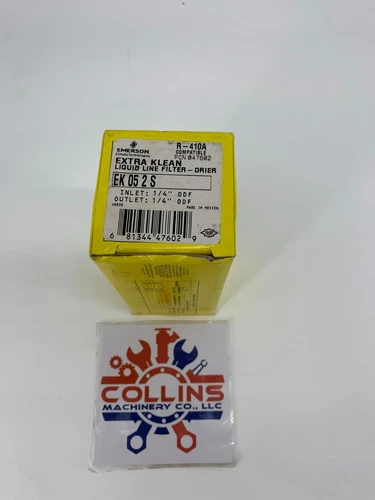 EMERSON
R-410A
COMPATIBLE
PCN 047602
EXTRA KLEAN
LIQUID LINE FILTER-DRIER
EK 05 2 S
INLET: 1/4" ODF
OUTLET: 1/4" ODF
MADE IN MEXICO
6 81344 47602 9
COLLINS
MACHINERY CO., LLC